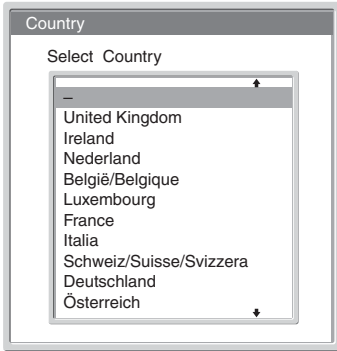 Country
Select Country
–
United Kingdom
Ireland
Nederland
België/Belgique
Luxembourg
France
Italia
Schweiz/Suisse/Svizzera
Deutschland
Österreich